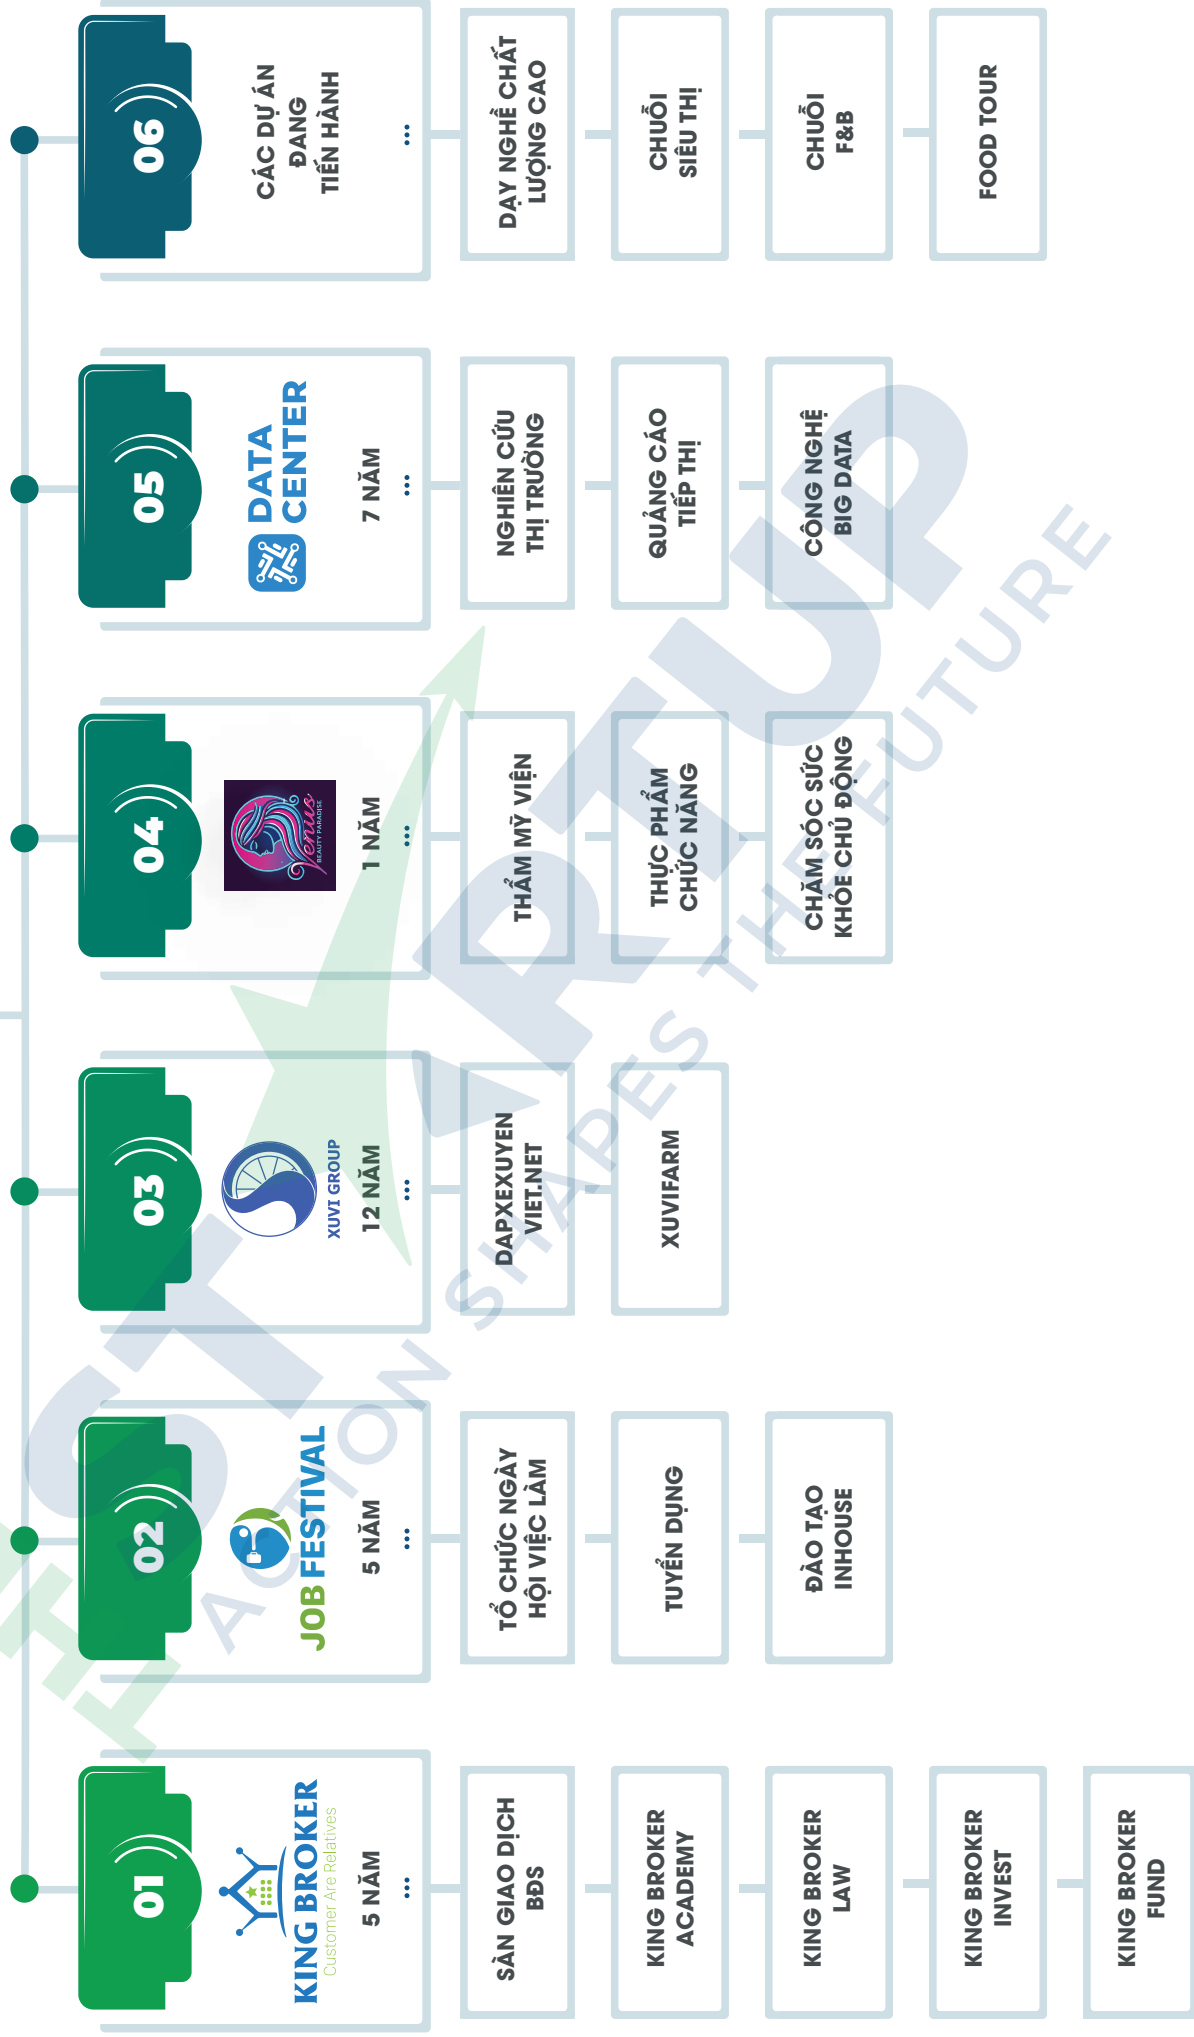 01
KING BROKER
Customer Are Relatives
5 NĂM
...
SÀN GIAO DỊCH
BĐS
KING BROKER
ACADEMY
KING BROKER
LAW
KING BROKER
INVEST
KING BROKER
FUND
02
JOB FESTIVAL
5 NĂM
...
TỔ CHỨC NGÀY
HỘI VIỆC LÀM
TUYỂN DỤNG
ĐÀO TẠO
INHOUSE
03
XUVI GROUP
12 NĂM
...
DAPXEXUYEN
VIET.NET
XUVIFARM
04
Venus
BEAUTY PARADISE
1 NĂM
...
THẨM MỸ VIỆN
THỰC PHẨM
CHỨC NĂNG
CHĂM SÓC SỨC
KHỎE CHỦ ĐỘNG
05
DATA
CENTER
7 NĂM
...
NGHIÊN CỨU
THỊ TRƯỜNG
QUẢNG CÁO
TIẾP THỊ
CÔNG NGHỆ
BIG DATA
06
CÁC DỰ ÁN
ĐANG
TIẾN HÀNH
...
DẠY NGHỀ CHẤT
LƯỢNG CAO
CHUỖI
SIÊU THỊ
CHUỖI
F&B
FOOD TOUR
STARTUP
ACTION SHAPES THE FUTURE